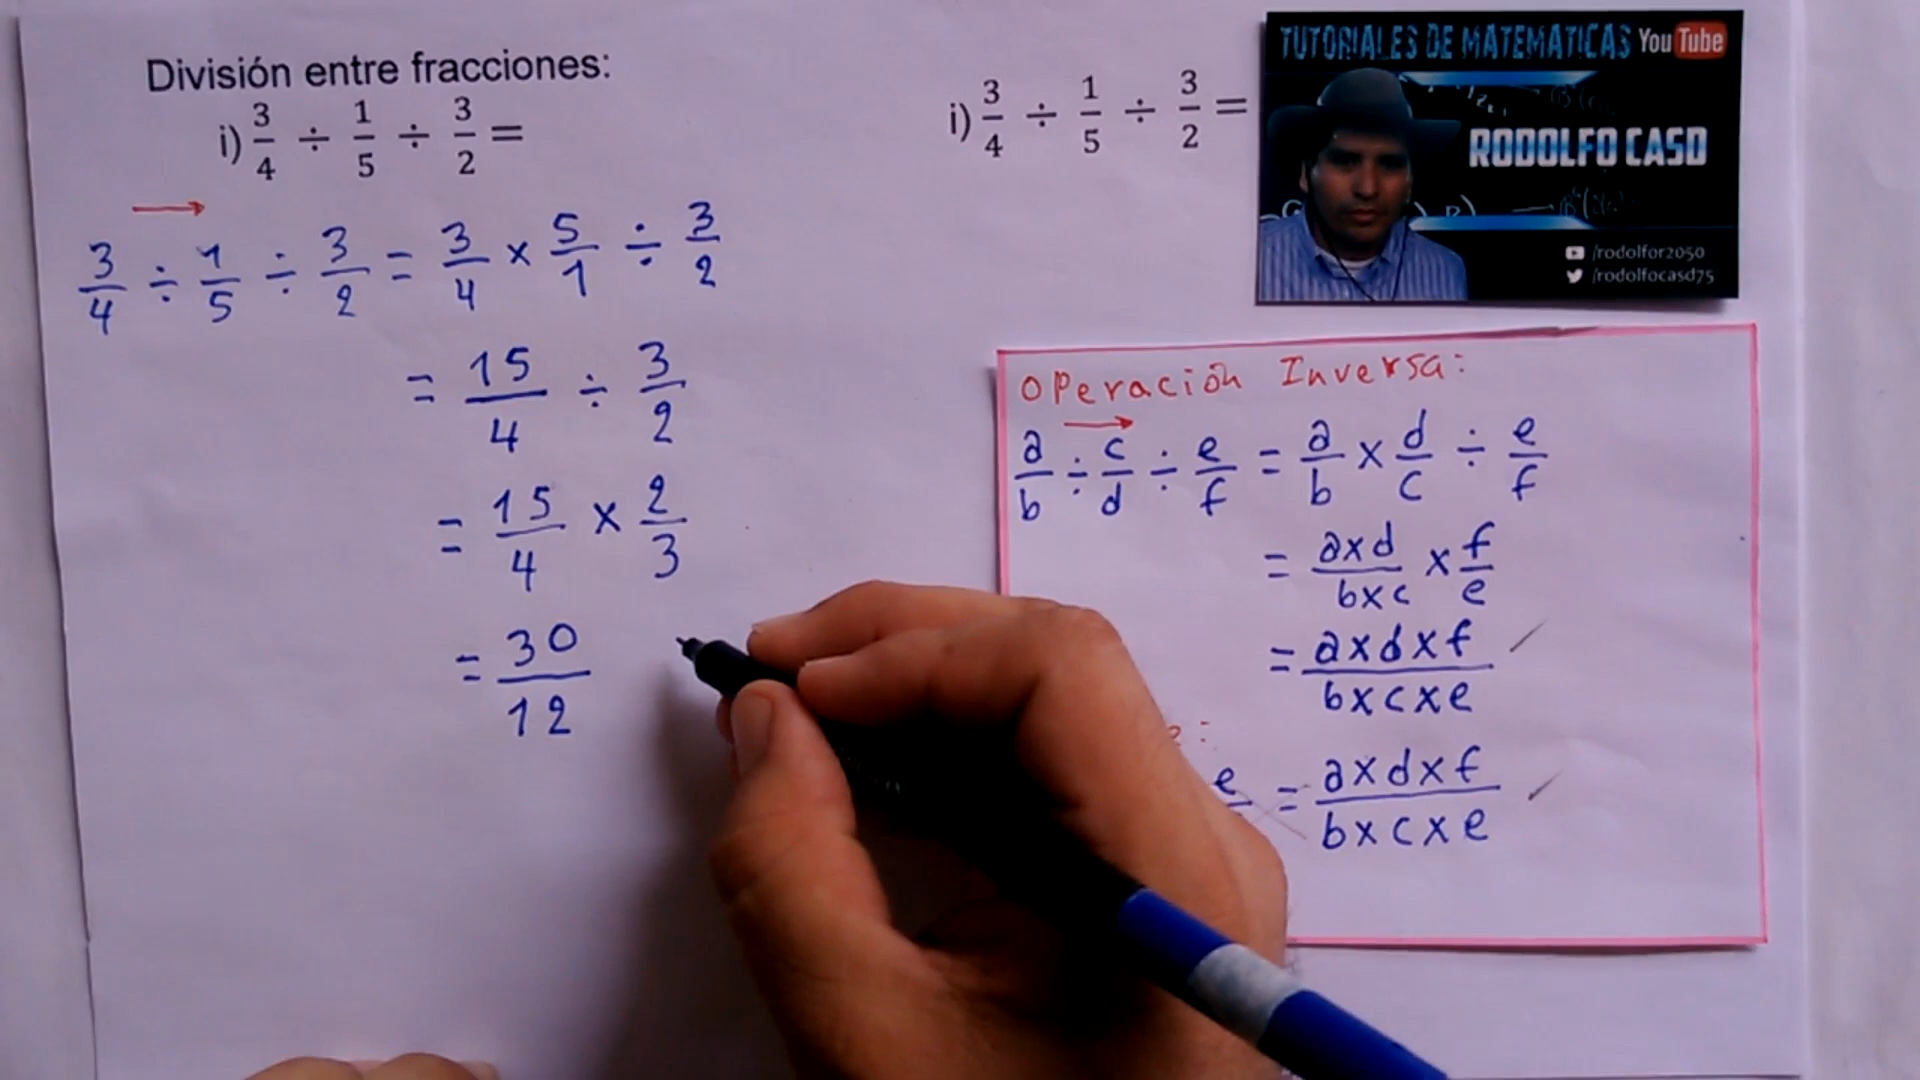 División entre fracciones:
i) 3/4 ÷ 1/5 ÷ 3/2 =
3/4 ÷ 1/5 ÷ 3/2 = 3/4 × 5/1 ÷ 3/2
= 15/4 ÷ 3/2
= 15/4 × 2/3
= 30/12
i) 3/4 ÷ 1/5 ÷ 3/2 =
TUTORIALES DE MATEMATICAS YouTube
RODOLFO CASD
/rodolfor2050
/rodolfocasd75
Operación Inversa:
a/b ÷ c/d ÷ e/f = a/b × d/c ÷ e/f
= axd/bxc × f/e
= axdxf/bxcxe
e:
e = axdxf/bxcxe